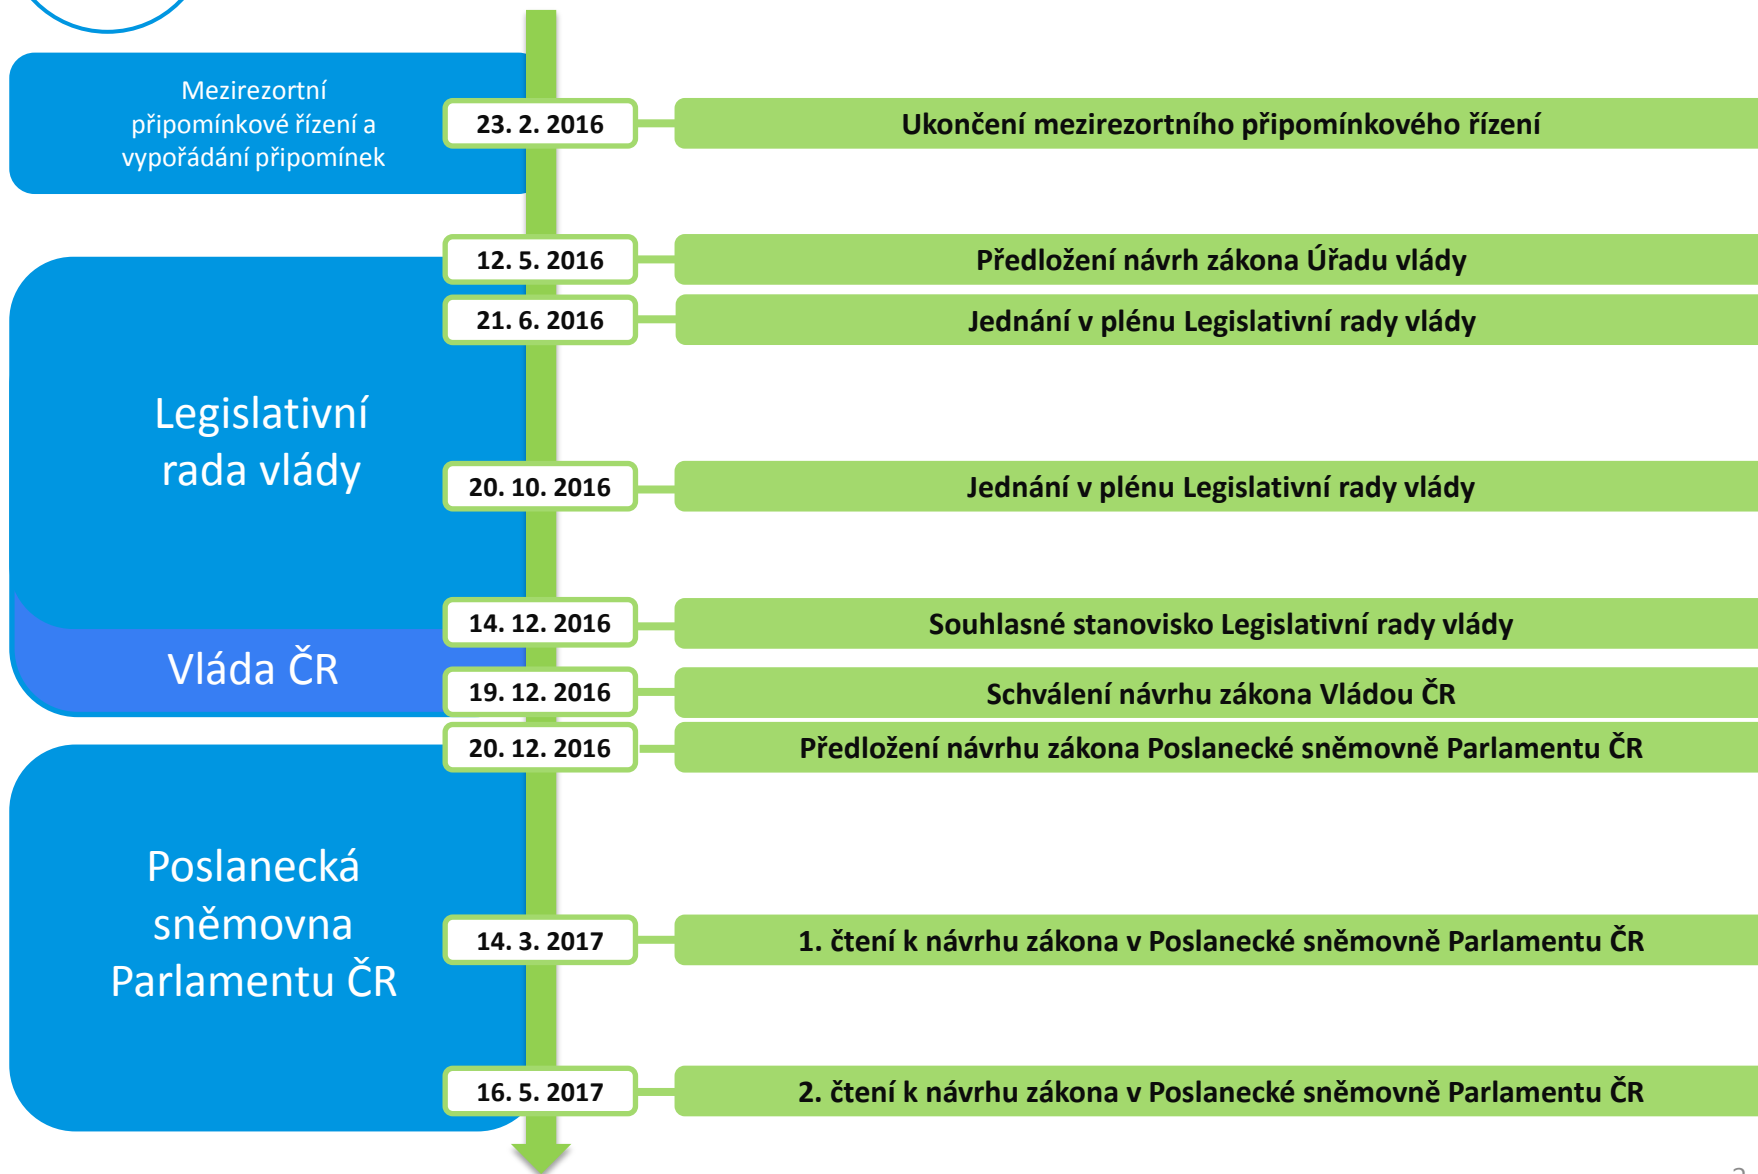 Mezirezortní
připomínkové řízení a
vypořádání připomínek
23. 2. 2016
Ukončení mezirezortního připomínkového řízení
12. 5. 2016
Předložení návrh zákona Úřadu vlády
21. 6. 2016
Jednání v plénu Legislativní rady vlády
Legislativní
rada vlády
20. 10. 2016
Jednání v plénu Legislativní rady vlády
14. 12. 2016
Souhlasné stanovisko Legislativní rady vlády
Vláda ČR
19. 12. 2016
Schválení návrhu zákona Vládou ČR
20. 12. 2016
Předložení návrhu zákona Poslanecké sněmovně Parlamentu ČR
Poslanecká
sněmovna
Parlamentu ČR
14. 3. 2017
1. čtení k návrhu zákona v Poslanecké sněmovně Parlamentu ČR
16. 5. 2017
2. čtení k návrhu zákona v Poslanecké sněmovně Parlamentu ČR